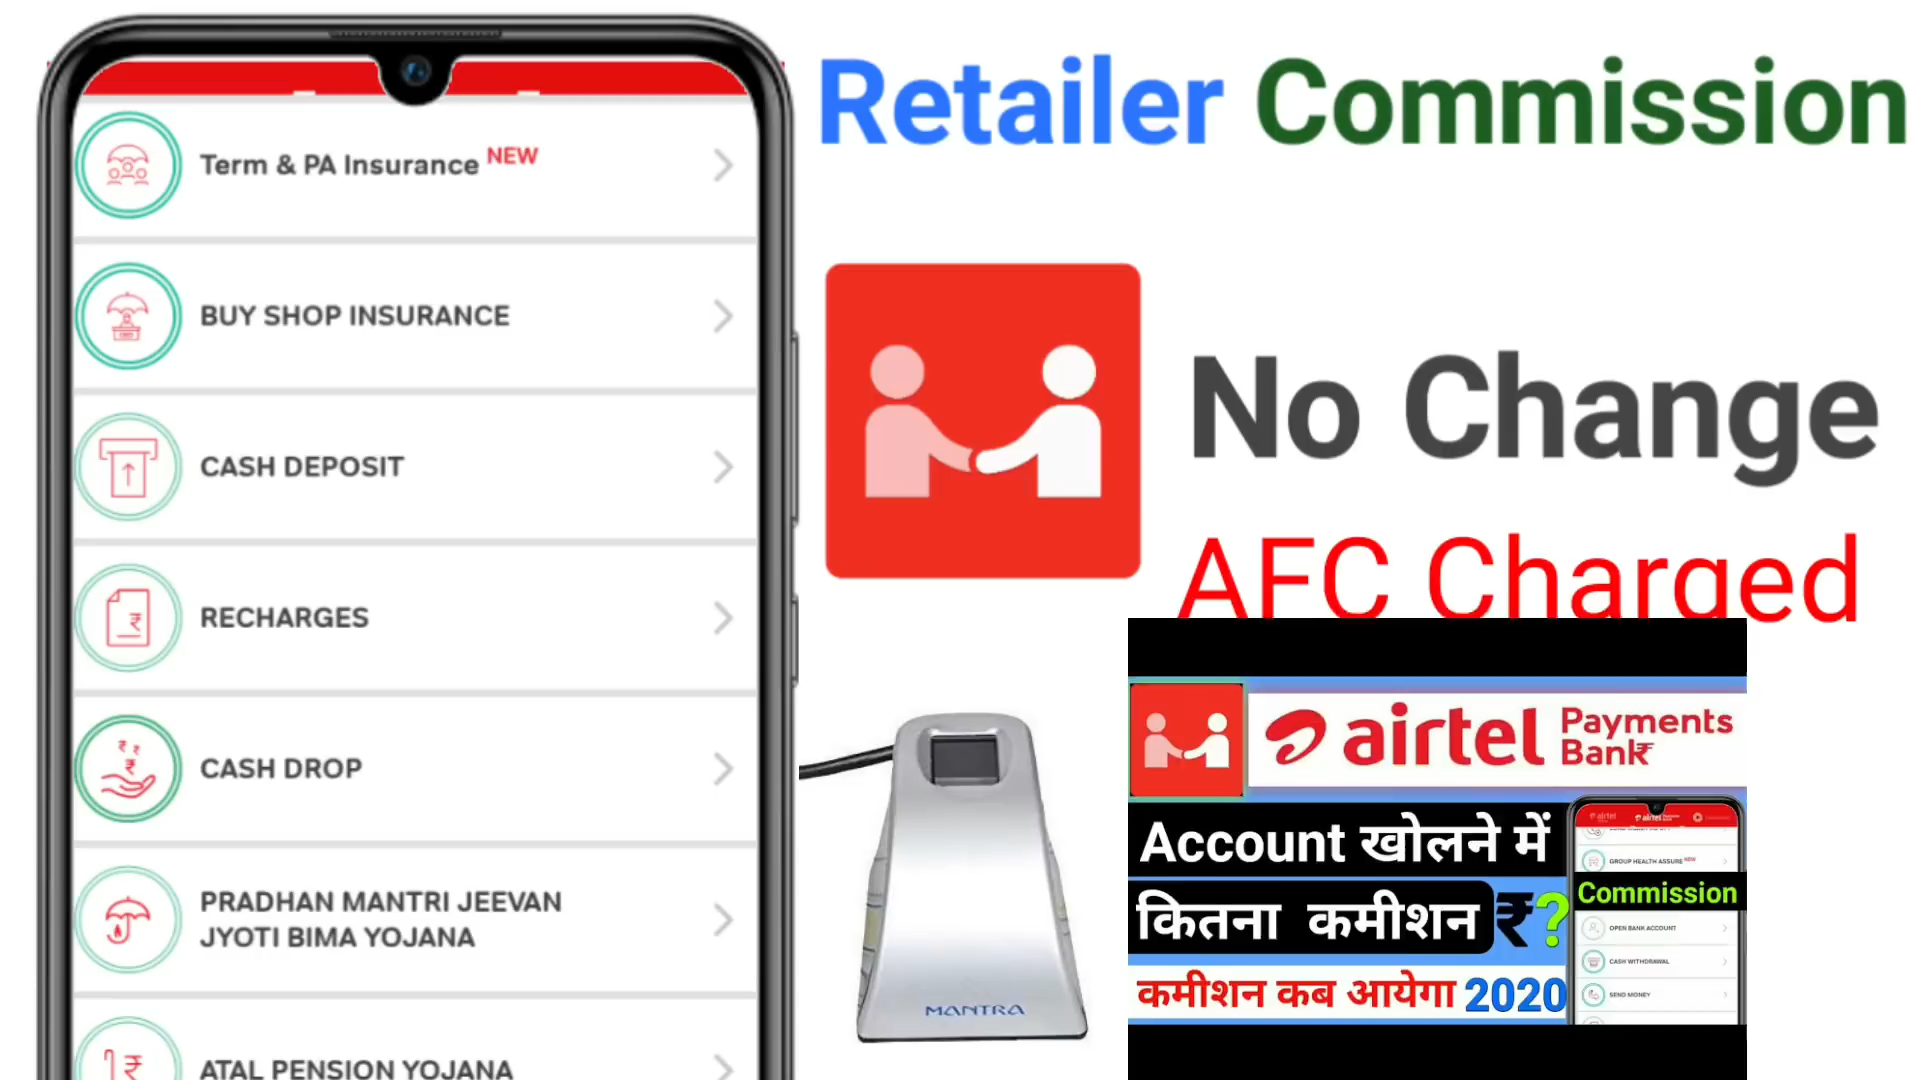 Term & PA Insurance NEW
BUY SHOP INSURANCE
CASH DEPOSIT
RECHARGES
CASH DROP
PRADHAN MANTRI JEEVAN
JYOTI BIMA YOJANA
ATAL PENSION YOJANA
Retailer Commission
No Change
AFC Charged
MANTRA
airtel Payments
Bank
Account खोलने में
कितना कमीशन ₹?
कमीशन कब आयेगा 2020
airtel
GROUP HEALTH ASSURE NEW
Commission
OPEN BANK ACCOUNT
CASH WITHDRAWAL
SEND MONEY